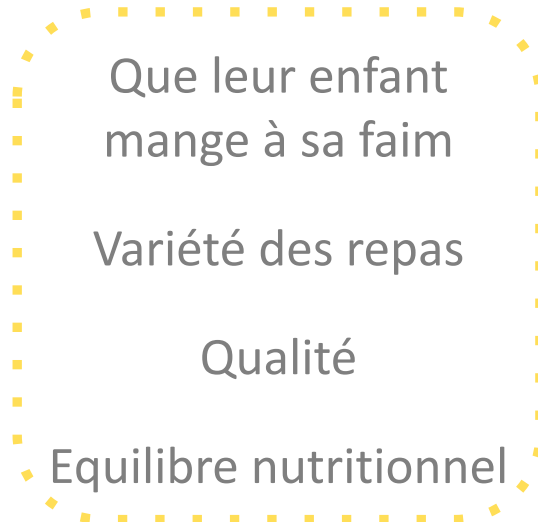 Que leur enfant
mange à sa faim
Variété des repas
Qualité
Equilibre nutritionnel